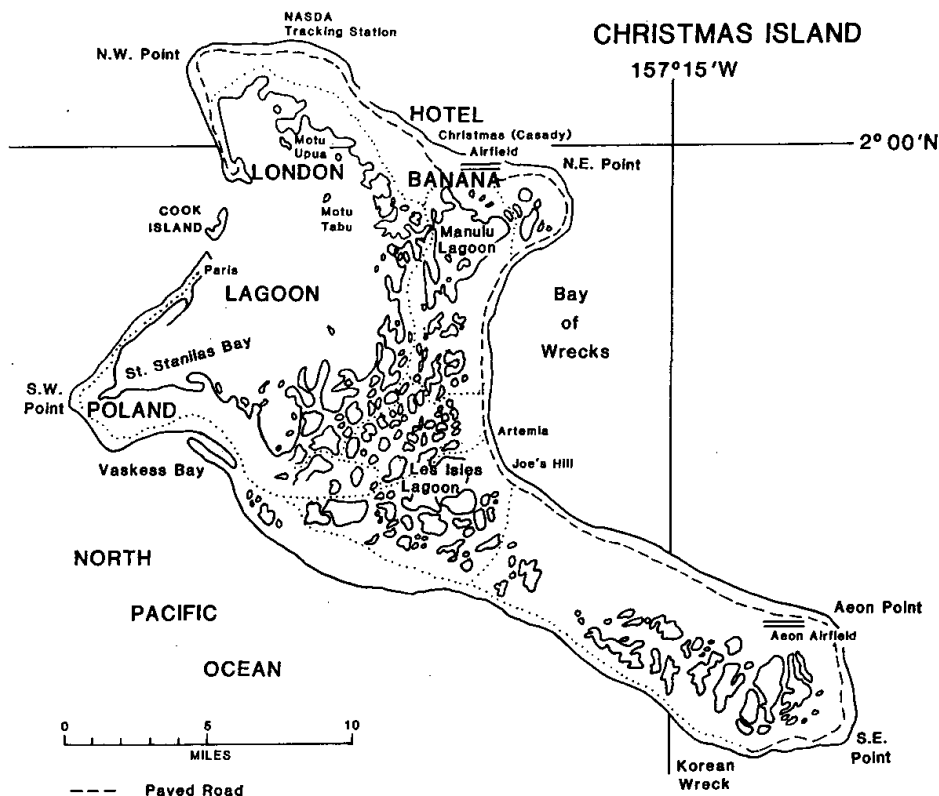 NASDA
Tracking Station
CHRISTMAS ISLAND
N.W. Point
157°15'W
HOTEL
Christmas (Casady)
Airfield
2°00'N
Motu
Upua
N.E. Point
LONDON
BANANA
Motu
Tabu
COOK
ISLAND
Manulu
Lagoon
Paris
LAGOON
Bay
of
Wrecks
St. Stanilas Bay
S.W.
Point
POLAND
Artemia
Vaskess Bay
Joe's Hill
Les Isles
Lagoon
NORTH
PACIFIC
OCEAN
Aeon Point
Aeon Airfield
0 5 10
MILES
S.E.
Point
Korean
Wreck
Paved Road